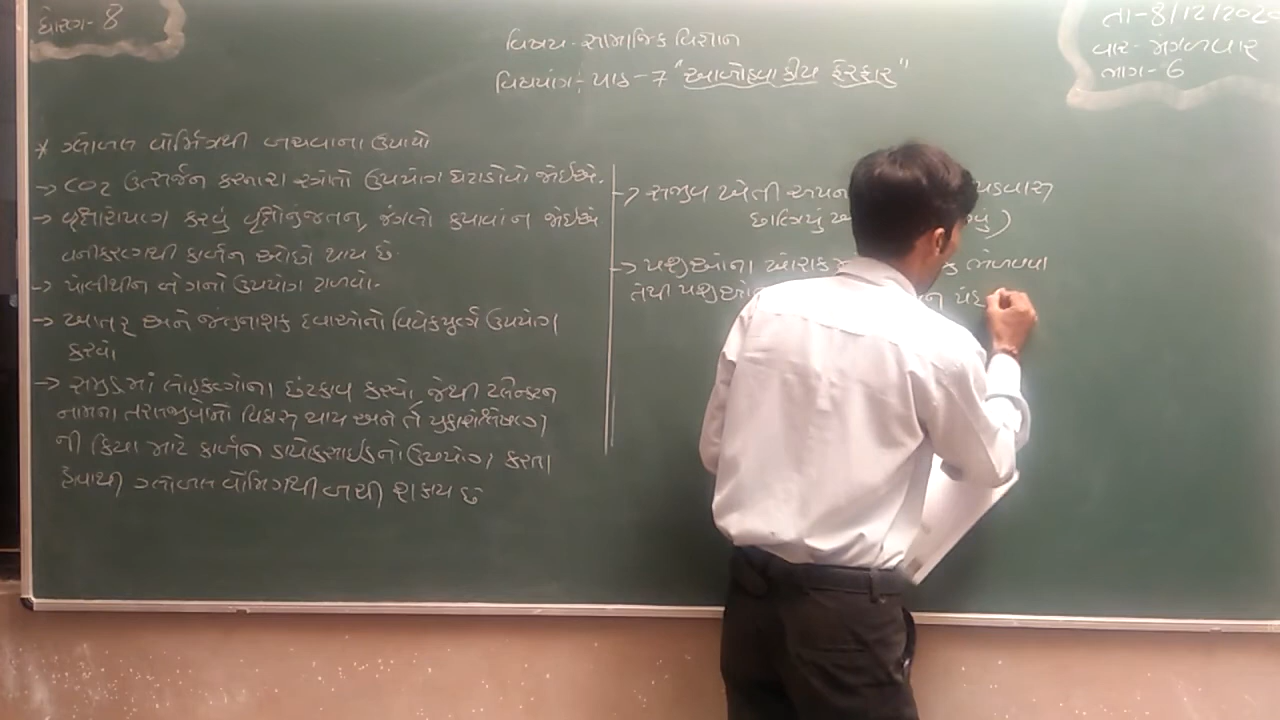 ધોરણ- 8
વિષય- સામાજિક વિજ્ઞાન
વિષયાંગ:- પાઠ-7 "આબોહવાકીય ફેરફાર"
તા-8/12/202
વાર- મંગળવાર
ભાગ-6
* ગ્લોબલ વોર્મિંગથી બચવાના ઉપાયો
→ CO2 ઉત્સર્જન કરનારા સ્ત્રોતો ઉપયોગ ઘટાડવો જોઈએ.
→ વૃક્ષારોપણ કરવું વૃક્ષોનુંજતન, જંગલો કપાવાં ન જોઈએ
વનીકરણથી કાર્બન ઓછો થાય છે.
→ પોલીથીન બેગનો ઉપયોગ ટાળવો.
→ ખાતર અને જંતુનાશક દવાઓનો વિવેકપુર્ણ ઉપયોગ
કરવો
→ સમુદ્રમાં લોહકણોના છંટકાવ કરવો, જેથી
નામના જીવોનો વિકાસ થાય અને તે પ્રકાશસંશ્લેષણ
ની ક્રિયા માટે કાર્બન ડાયોક્સાઈડનો ઉપયોગ કરતા
હોવાથી ગ્લોબલ વોર્મિંગથી બચી શકાય છે
→ સજીવ ખેતી અપના
→ પશુઓના ખોરાક ભેળવવા
તેથી પશુઓ